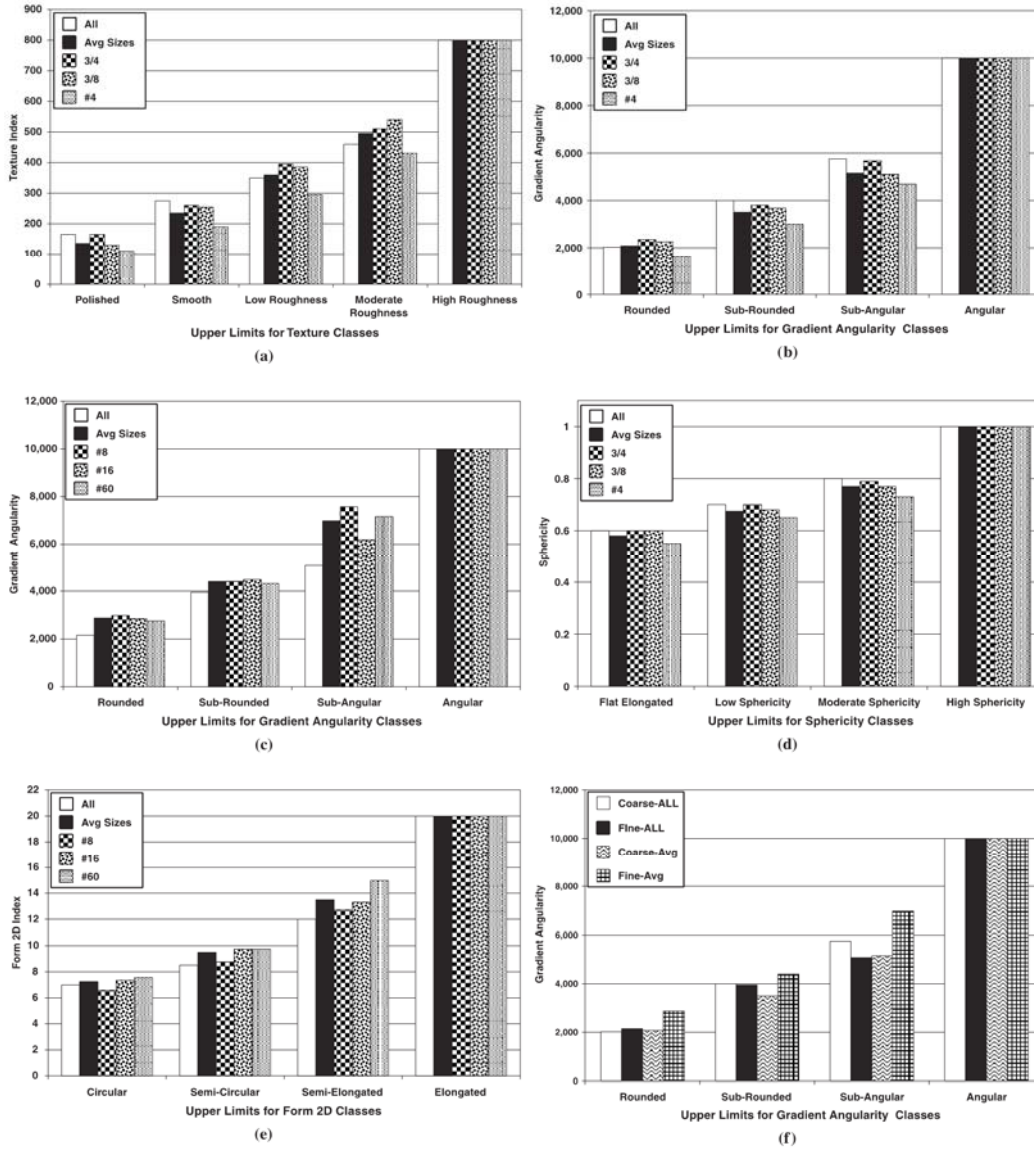 900
800
700
600
500
400
300
200
100
0
Texture Index
All
Avg Sizes
3/4
3/8
#4
Polished
Smooth
Low Roughness
Moderate
Roughness
High Roughness
Upper Limits for Texture Classes
(a)
12,000
10,000
8,000
6,000
4,000
2,000
0
Gradient Angularity
All
Avg Sizes
3/4
3/8
#4
Rounded
Sub-Rounded
Sub-Angular
Angular
Upper Limits for Gradient Angularity Classes
(b)
12,000
10,000
8,000
6,000
4,000
2,000
0
Gradient Angularity
All
Avg Sizes
#8
#16
#60
Rounded
Sub-Rounded
Sub-Angular
Angular
Upper Limits for Gradient Angularity Classes
(c)
1
0.8
0.6
0.4
0.2
0
Sphericity
All
Avg Sizes
3/4
3/8
#4
Flat Elongated
Low Sphericity
Moderate Sphericity
High Sphericity
Upper Limits for Sphericity Classes
(d)
22
20
18
16
14
12
10
8
6
4
2
0
Form 2D Index
All
Avg Sizes
#8
#16
#60
Circular
Semi-Circular
Semi-Elongated
Elongated
Upper Limits for Form 2D Classes
(e)
12,000
10,000
8,000
6,000
4,000
2,000
0
Gradient Angularity
Coarse-ALL
FIne-ALL
Coarse-Avg
Fine-Avg
Rounded
Sub-Rounded
Sub-Angular
Angular
Upper Limits for Gradient Angularity Classes
(f)